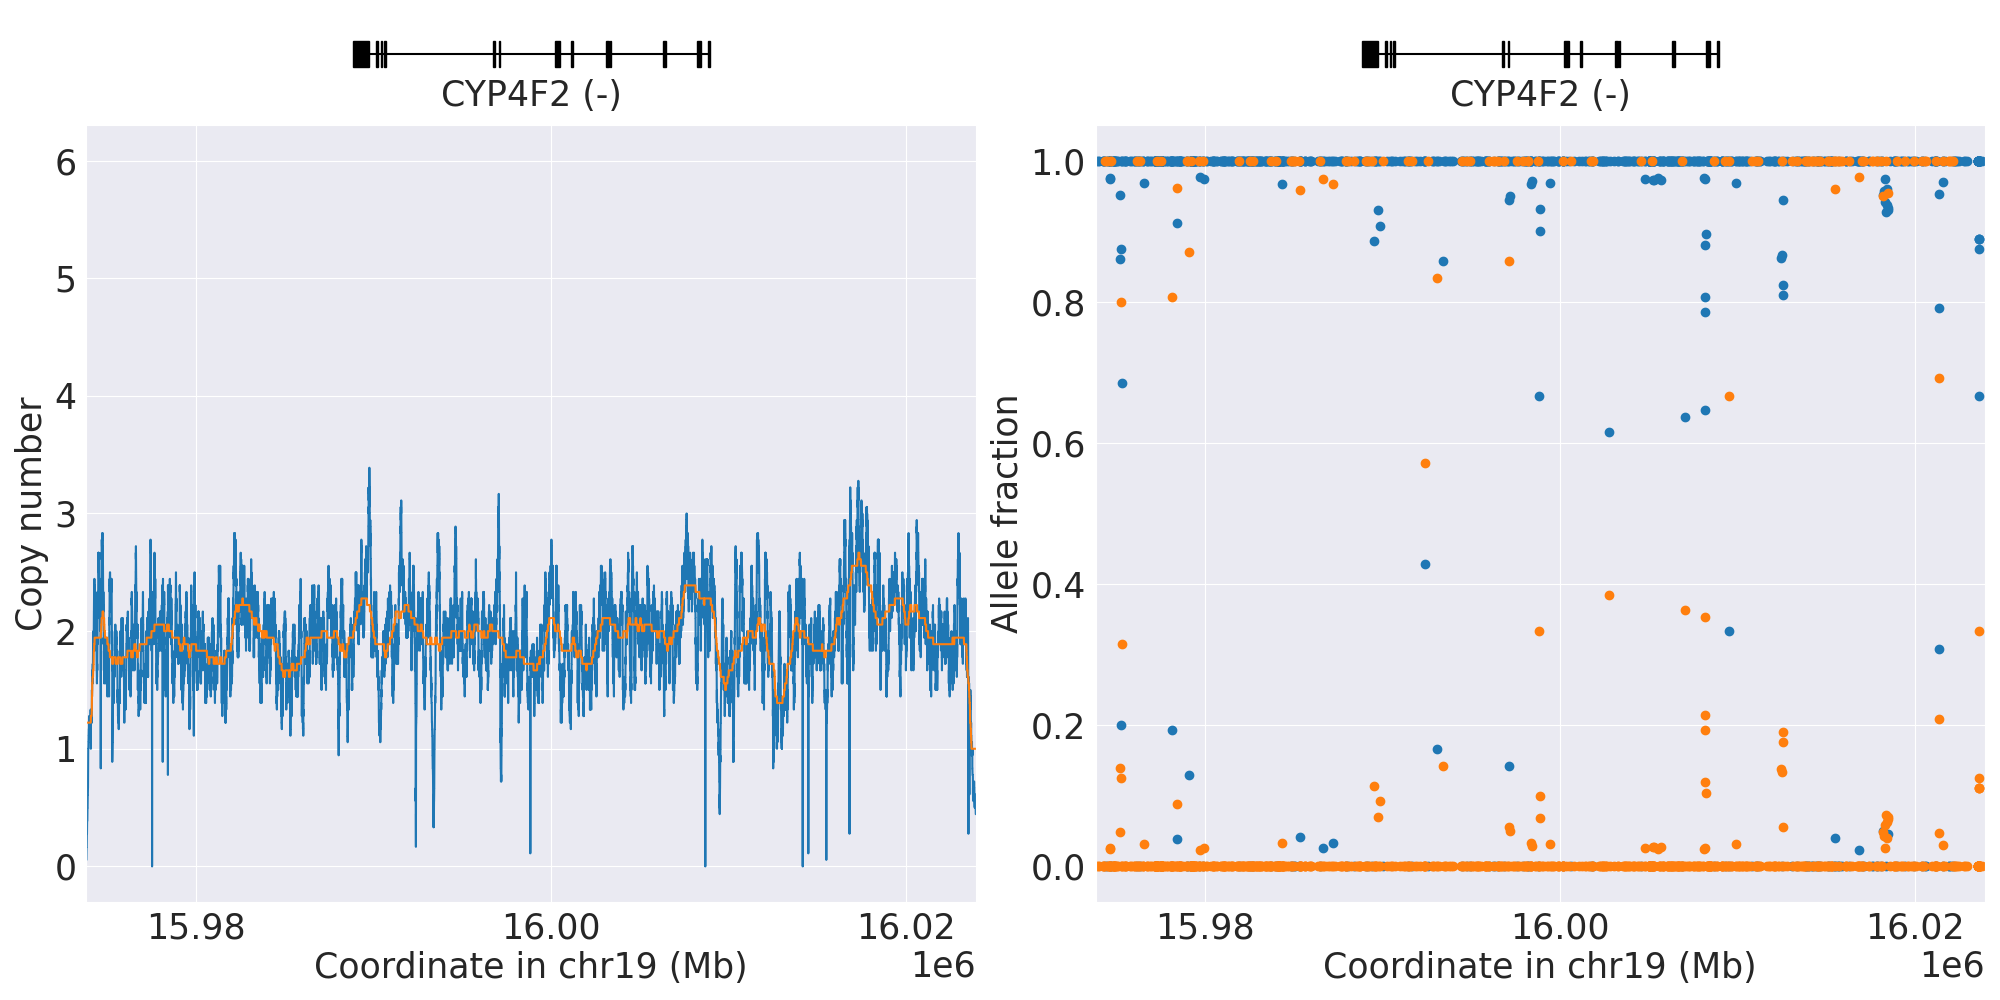 CYP4F2 (-)
6
5
4
3
2
1
0
Copy number
15.98
16.00
16.02
Coordinate in chr19 (Mb)
1e6
CYP4F2 (-)
1.0
0.8
0.6
0.4
0.2
0.0
Allele fraction
15.98
16.00
16.02
Coordinate in chr19 (Mb)
1e6